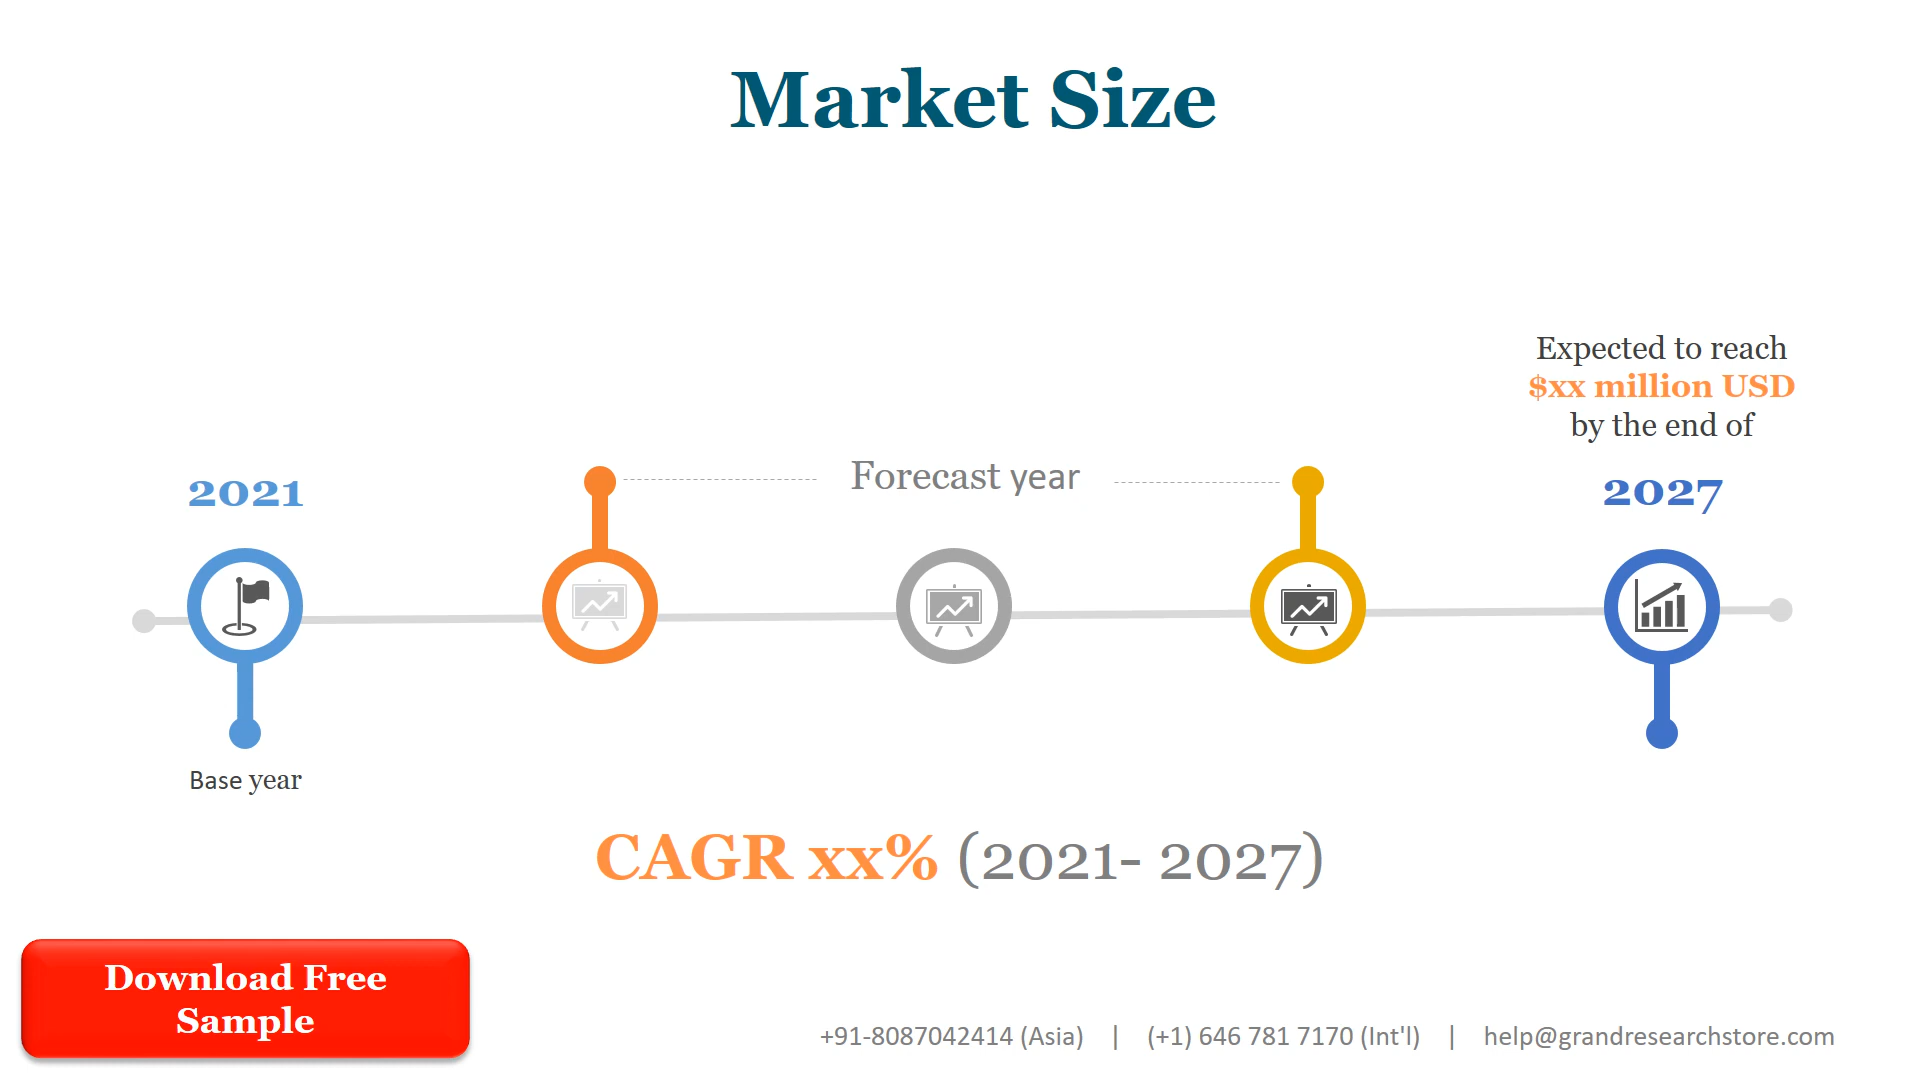 Market Size
Expected to reach
$xx million USD
by the end of
2021
Forecast year
2027
Base year
CAGR xx% (2021- 2027)
Download Free
Sample
+91-8087042414 (Asia) | (+1) 646 781 7170 (Int'l) | help@grandresearchstore.com